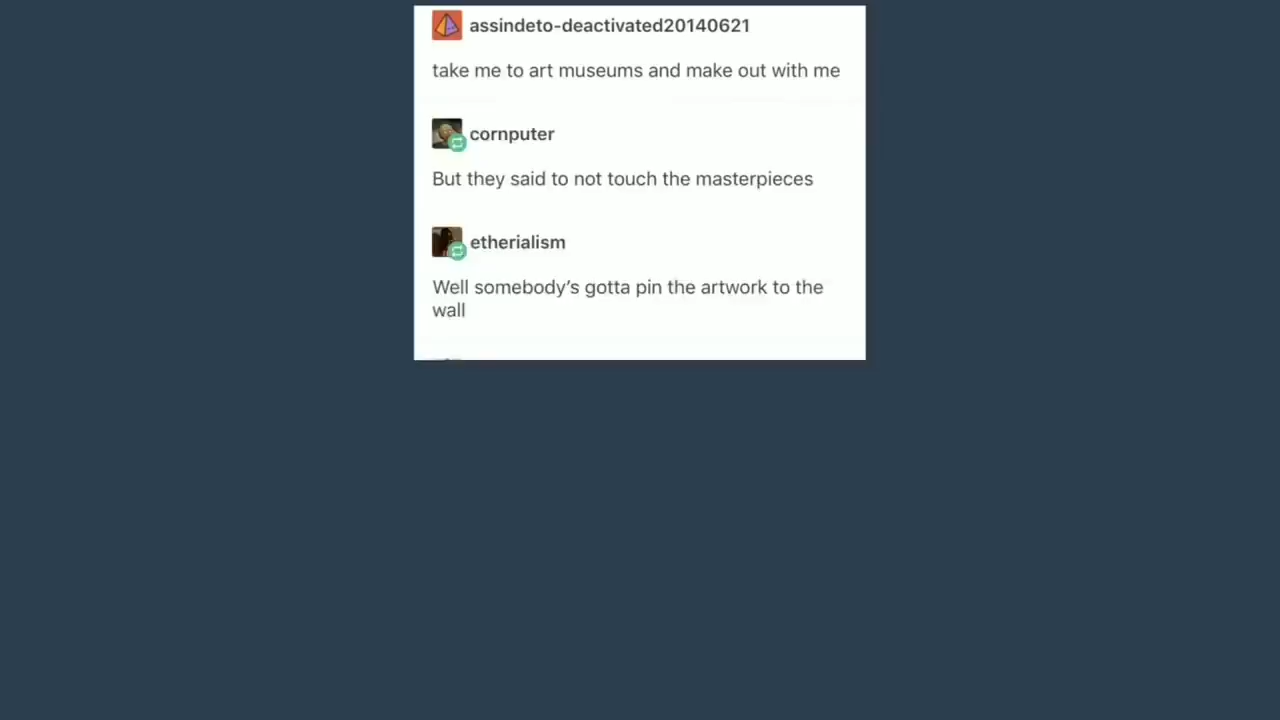 assindeto-deactivated20140621
take me to art museums and make out with me
cornputer
But they said to not touch the masterpieces
etherialism
Well somebody's gotta pin the artwork to the
wall